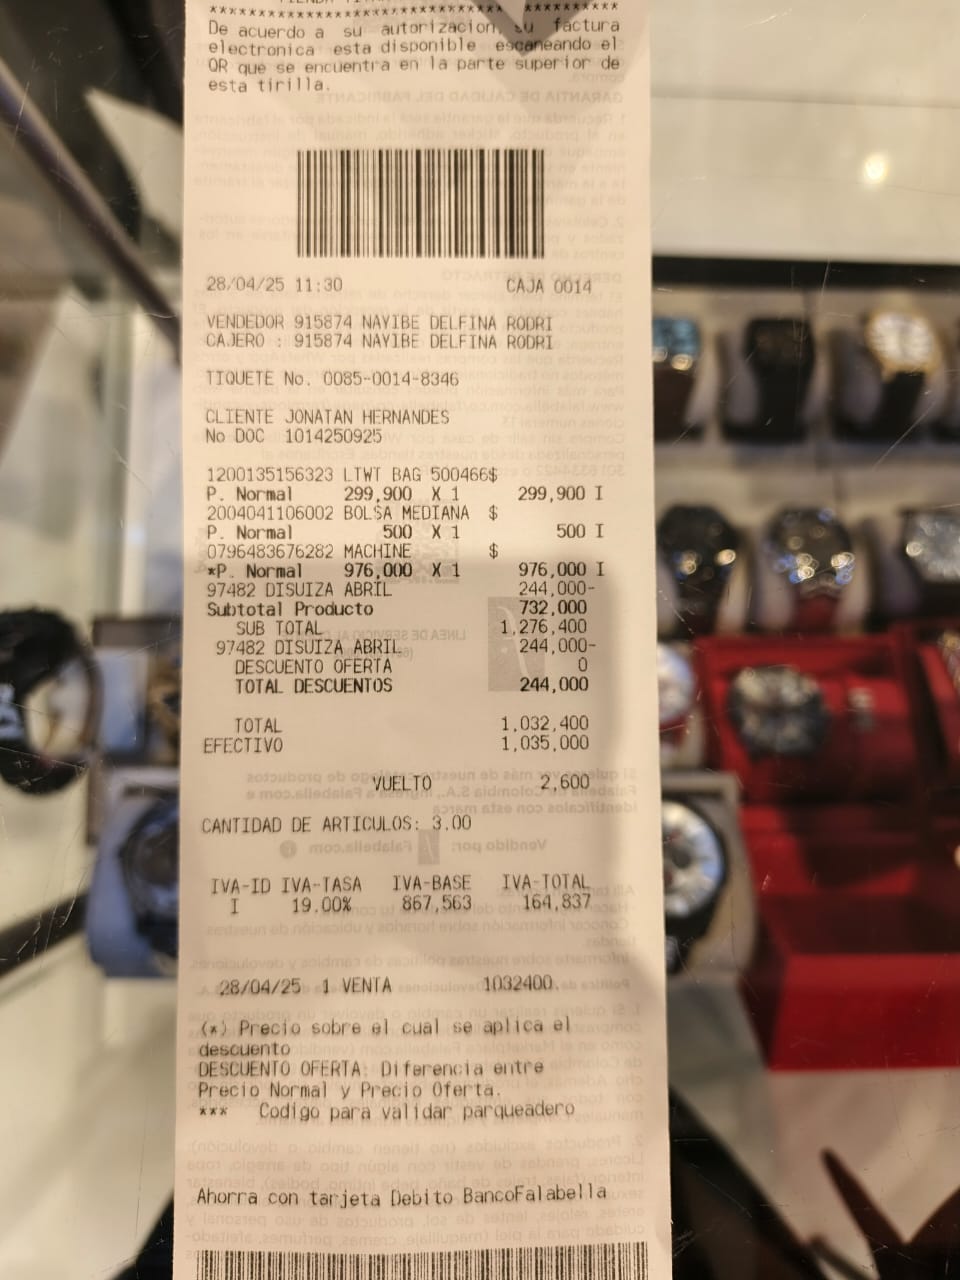 ****************************************
De acuerdo a su autorizacion, su factura
electronica esta disponible escaneando el
QR que se encuentra en la parte superior de
esta tirilla.
28/04/25 11:30 CAJA 0014
VENDEDOR 915874 NAYIBE DELFINA RODRI
CAJERO : 915874 NAYIBE DELFINA RODRI
TIQUETE No. 0085-0014-8346
CLIENTE JONATAN HERNANDES
No DOC 1014250925
1200135156323 LTWT BAG 500466$
P. Normal 299,900 X 1 299,900 I
2004041106002 BOLSA MEDIANA $
P. Normal 500 X 1 500 I
0796483676282 MACHINE $
*P. Normal 976,000 X 1 976,000 I
97482 DISUIZA ABRIL 244,000-
Subtotal Producto 732,000
SUB TOTAL 1,276,400
97482 DISUIZA ABRIL 244,000-
DESCUENTO OFERTA 0
TOTAL DESCUENTOS 244,000
TOTAL 1,032,400
EFECTIVO 1,035,000
VUELTO 2,600
CANTIDAD DE ARTICULOS: 3.00
IVA-ID IVA-TASA IVA-BASE IVA-TOTAL
I 19.00% 867,563 164,837
28/04/25 1 VENTA 1032400.
(*) Precio sobre el cual se aplica el
descuento
DESCUENTO OFERTA: Diferencia entre
Precio Normal y Precio Oferta.
*** Codigo para validar parqueadero
Ahorra con tarjeta Debito BancoFalabella